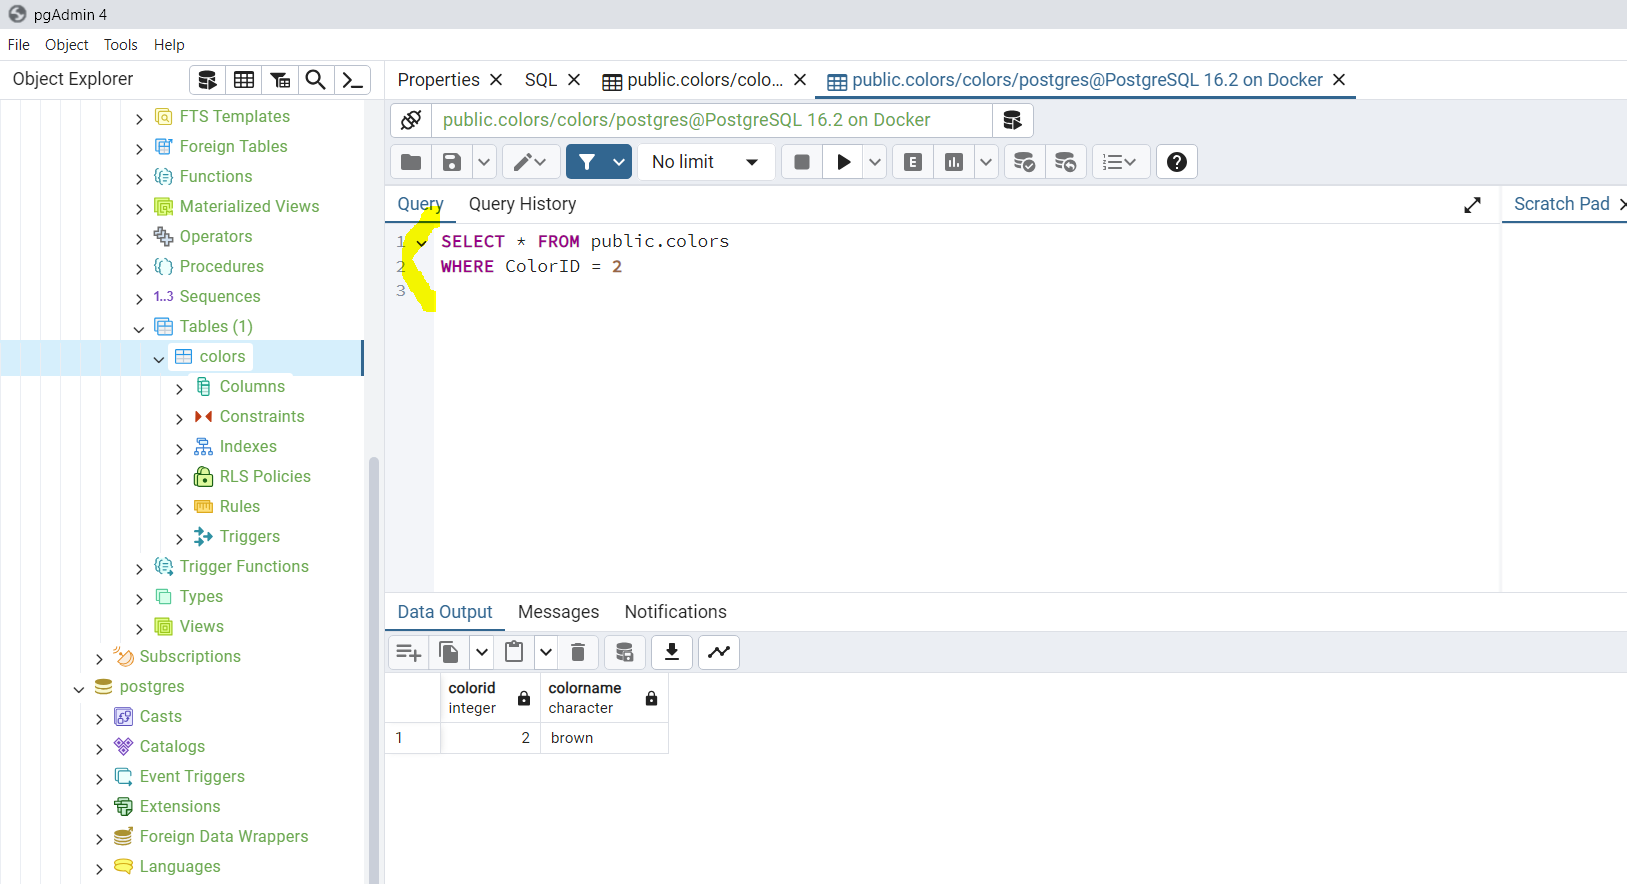 pgAdmin 4
File Object Tools Help
Object Explorer
Properties SQL public.colors/colo... public.colors/colors/postgres@PostgreSQL 16.2 on Docker
public.colors/colors/postgres@PostgreSQL 16.2 on Docker
No limit E
Query Query History
Scratch Pad
1 SELECT * FROM public.colors
2 WHERE ColorID = 2
3
FTS Templates
Foreign Tables
Functions
Materialized Views
Operators
Procedures
1..3 Sequences
Tables (1)
colors
Columns
Constraints
Indexes
RLS Policies
Rules
Triggers
Trigger Functions
Types
Views
Subscriptions
postgres
Casts
Catalogs
Event Triggers
Extensions
Foreign Data Wrappers
Languages
Data Output Messages Notifications
colorid colorname
integer character
1 2 brown